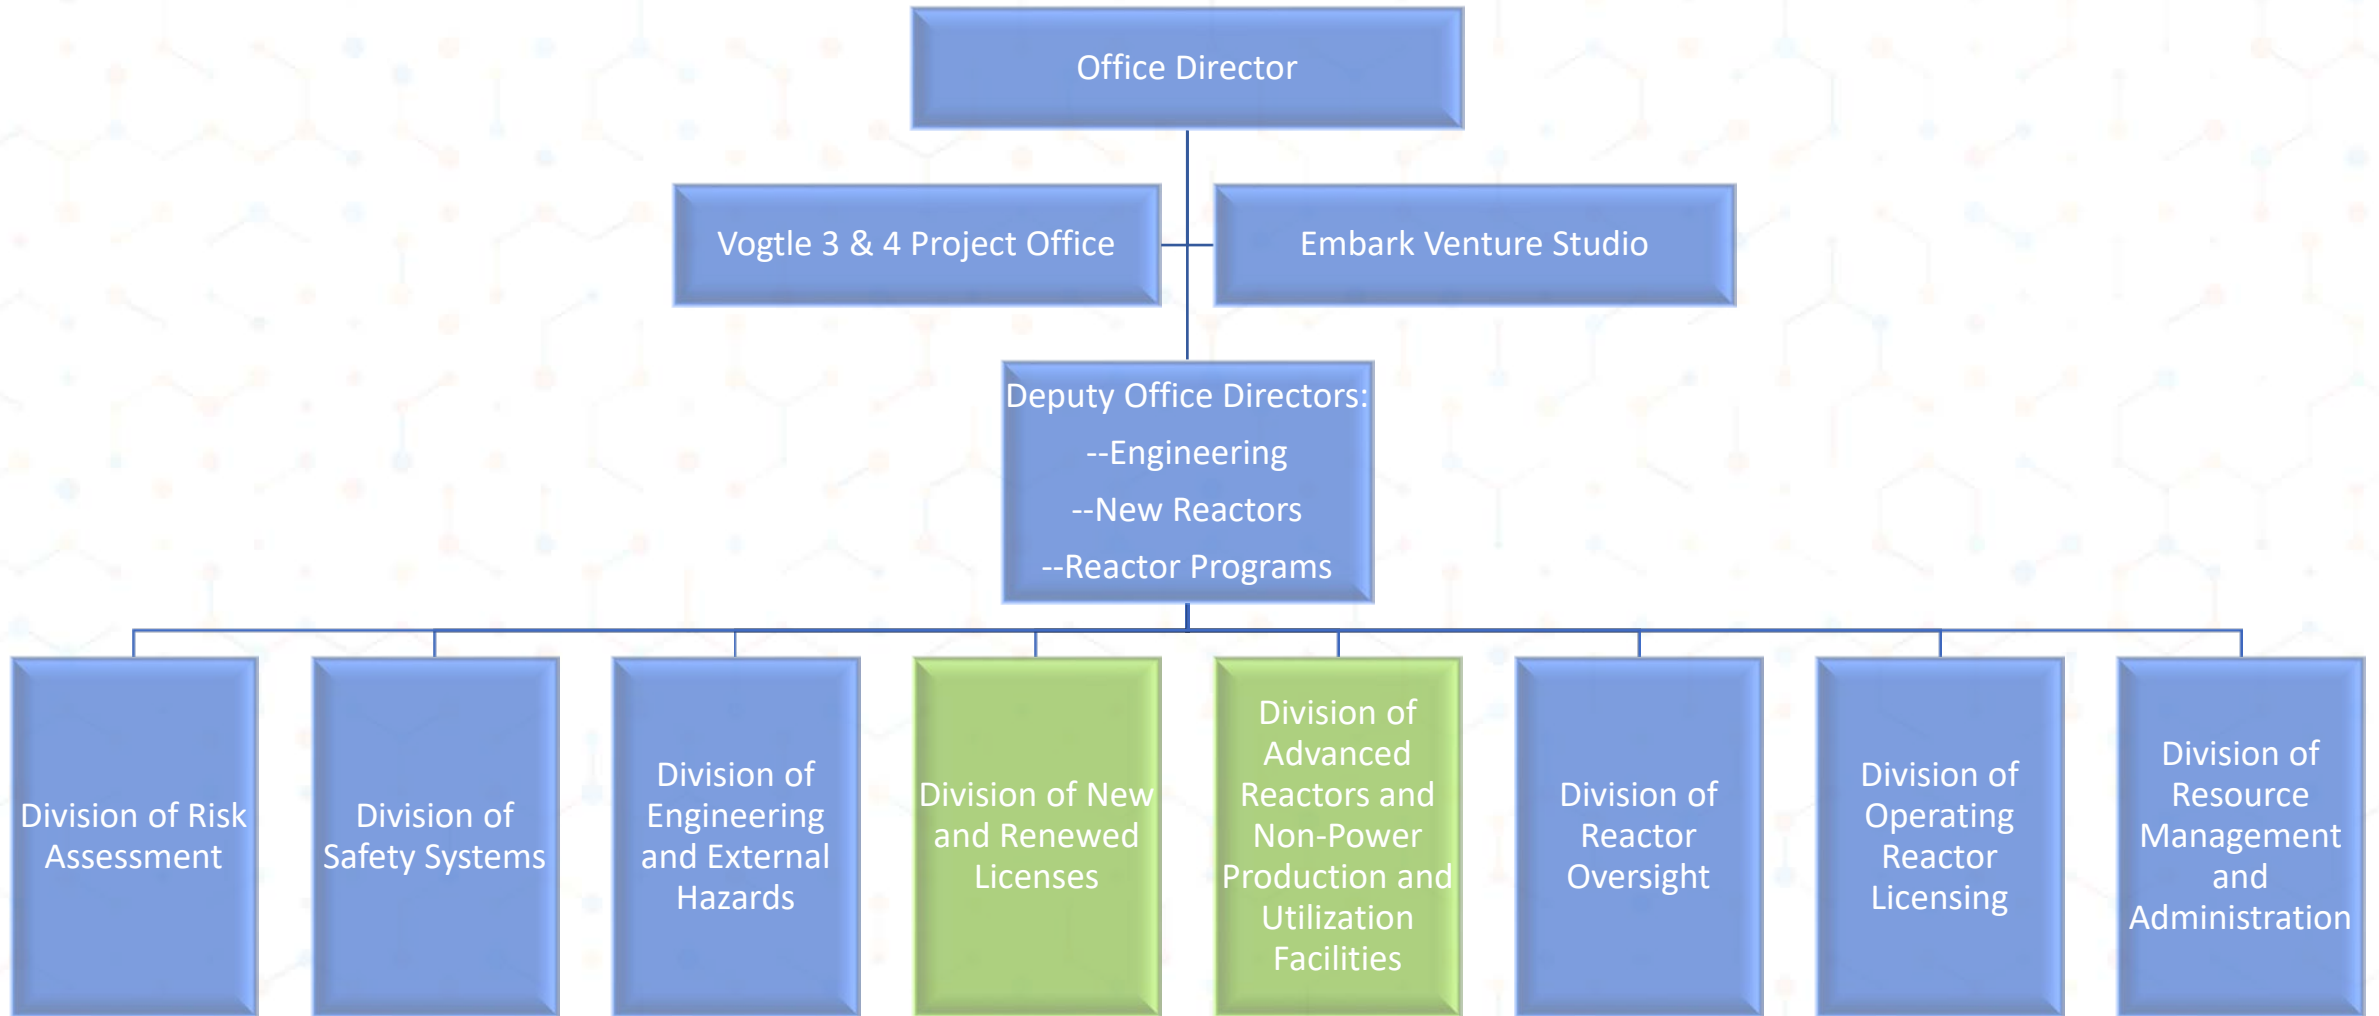 Office Director
Vogtle 3 & 4 Project Office
Embark Venture Studio
Deputy Office Directors:
--Engineering
--New Reactors
--Reactor Programs
Division of Risk
Assessment
Division of
Safety Systems
Division of
Engineering
and External
Hazards
Division of New
and Renewed
Licenses
Division of
Advanced
Reactors and
Non-Power
Production and
Utilization
Facilities
Division of
Reactor
Oversight
Division of
Operating
Reactor
Licensing
Division of
Resource
Management
and
Administration